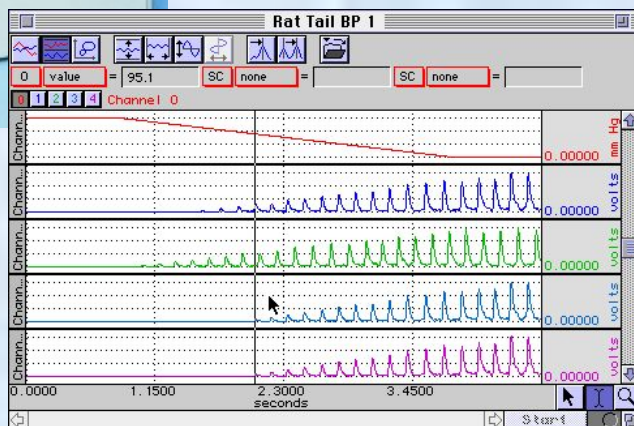 Rat Tail BP 1
0 value = 95.1 SC none = SC none =
0 1 2 3 4 Channel 0
Chann...
0.00000
mm Hg
Chann...
0.00000
volts
Chann...
0.00000
volts
Chann...
0.00000
volts
Chann...
0.00000
volts
0.0000 1.1500 2.3000 3.4500
seconds
Start